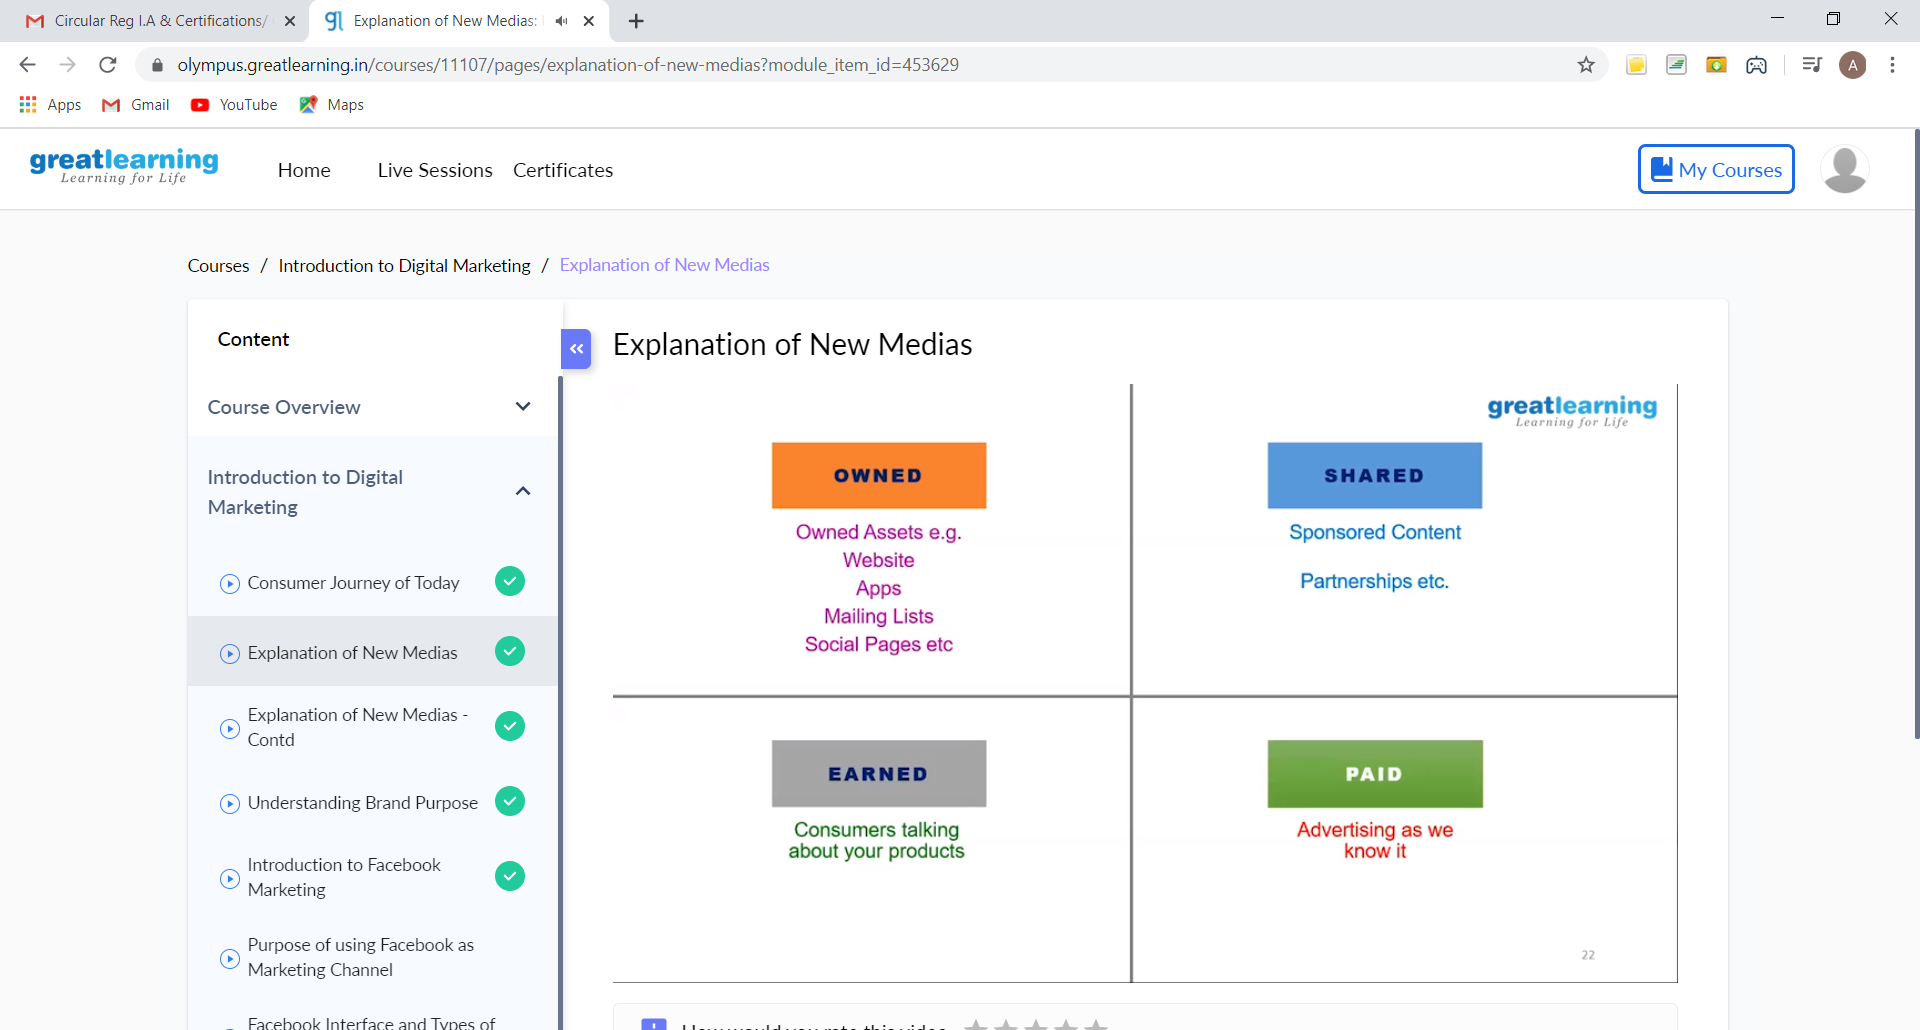 Circular Reg I.A & Certifications/
Explanation of New Medias:
olympus.greatlearning.in/courses/11107/pages/explanation-of-new-medias?module_item_id=453629
A
Apps
Gmail
YouTube
Maps
greatlearning
Learning for Life
Home
Live Sessions
Certificates
My Courses
Courses / Introduction to Digital Marketing / Explanation of New Medias
Content
Course Overview
Introduction to Digital
Marketing
Consumer Journey of Today
Explanation of New Medias
Explanation of New Medias -
Contd
Understanding Brand Purpose
Introduction to Facebook
Marketing
Purpose of using Facebook as
Marketing Channel
Facebook Interface and Types of
Explanation of New Medias
greatlearning
Learning for Life
OWNED
Owned Assets e.g.
Website
Apps
Mailing Lists
Social Pages etc
SHARED
Sponsored Content
Partnerships etc.
EARNED
Consumers talking
about your products
PAID
Advertising as we
know it
22
How would you rate this video